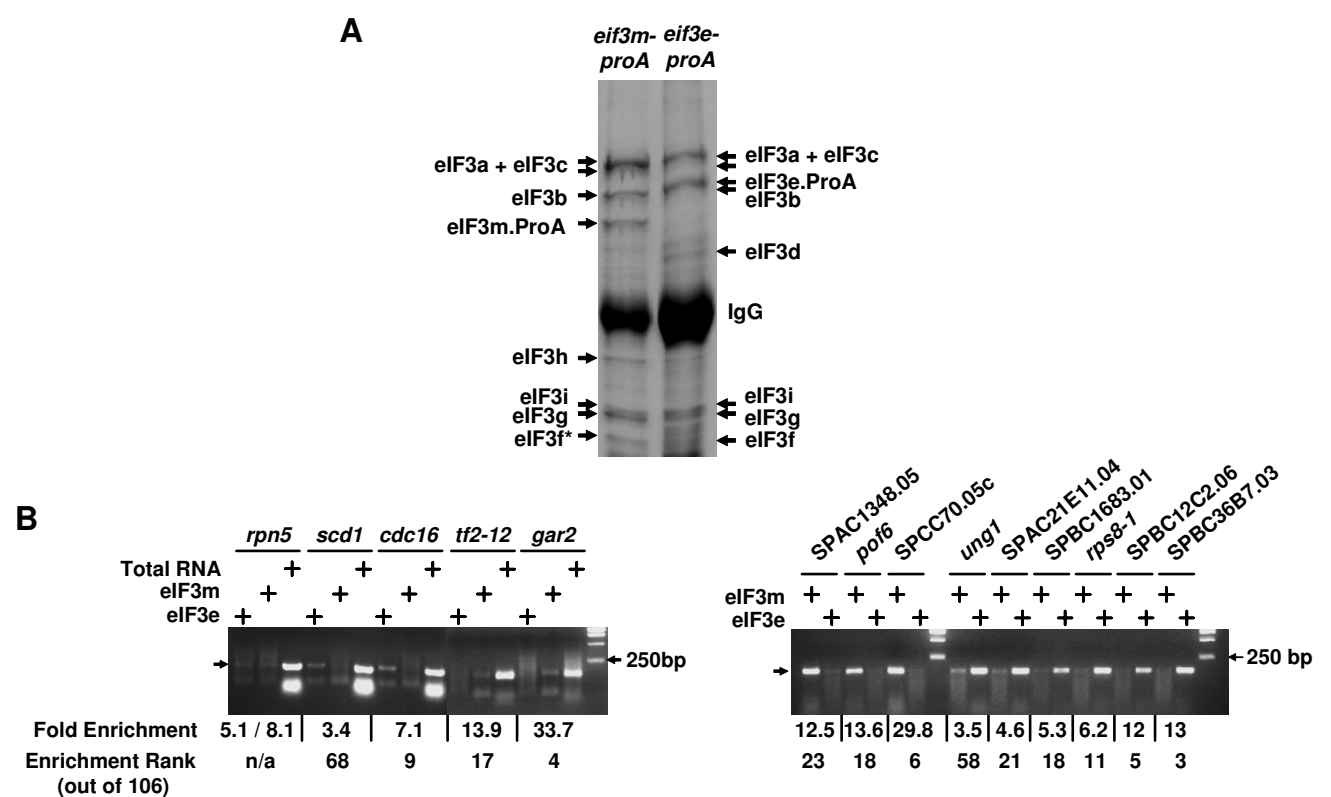 A
eif3m- eif3e-
proA proA
eIF3a + eIF3c eIF3a + eIF3c
eIF3e.ProA
eIF3b eIF3b
eIF3m.ProA
eIF3d
IgG
eIF3h
eIF3i eIF3i
eIF3g eIF3g
eIF3f* eIF3f
B
rpn5 scd1 cdc16 tf2-12 gar2
Total RNA + + + + +
eIF3m + + + + +
eIF3e + + + + +
250bp
Fold Enrichment 5.1 / 8.1 3.4 7.1 13.9 33.7
Enrichment Rank n/a 68 9 17 4
(out of 106)
SPAC1348.05 pof6 SPCC70.05c ung1 SPAC21E11.04 SPBC1683.01 rps8-1 SPBC12C2.06 SPBC36B7.03
eIF3m + + + + + + + + +
eIF3e + + + + + + + + +
250 bp
12.5 13.6 29.8 3.5 4.6 5.3 6.2 12 13
23 18 6 58 21 18 11 5 3